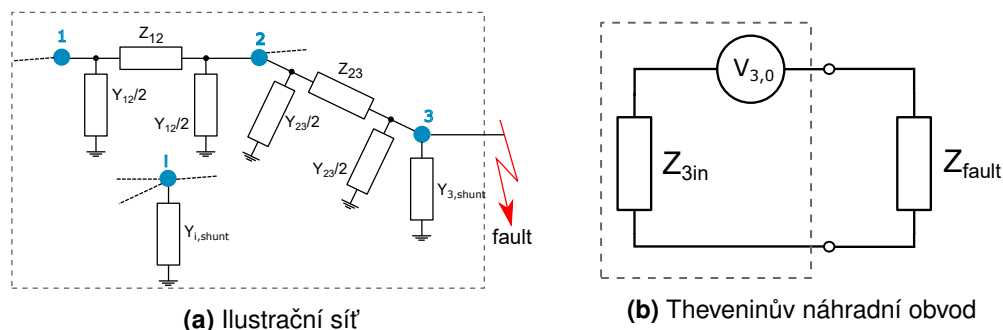 1
Z12
2
Z23
Y12/2
Y12/2
Y23/2
Y23/2
3
Y3,shunt
i
Yi,shunt
fault
(a) Ilustrační síť
V3,0
Z3in
Zfault
(b) Theveninův náhradní obvod